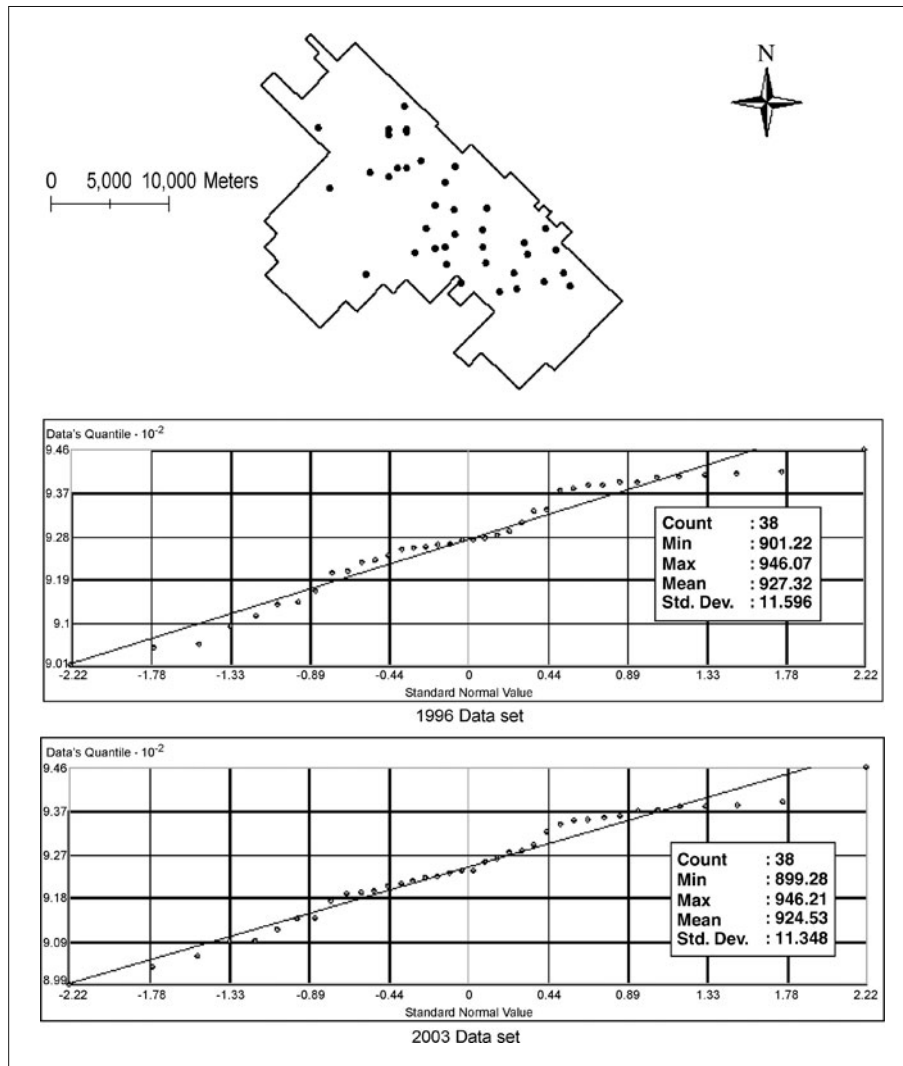 N
0 5,000 10,000 Meters
Data's Quantile · 10-2
9.46
9.37
9.28
9.19
9.1
9.01
-2.22 -1.78 -1.33 -0.89 -0.44 0 0.44 0.89 1.33 1.78 2.22
Standard Normal Value
Count : 38
Min : 901.22
Max : 946.07
Mean : 927.32
Std. Dev. : 11.596
1996 Data set
Data's Quantile · 10-2
9.46
9.37
9.27
9.18
9.09
8.99
-2.22 -1.78 -1.33 -0.89 -0.44 0 0.44 0.89 1.33 1.78 2.22
Standard Normal Value
Count : 38
Min : 899.28
Max : 946.21
Mean : 924.53
Std. Dev. : 11.348
2003 Data set